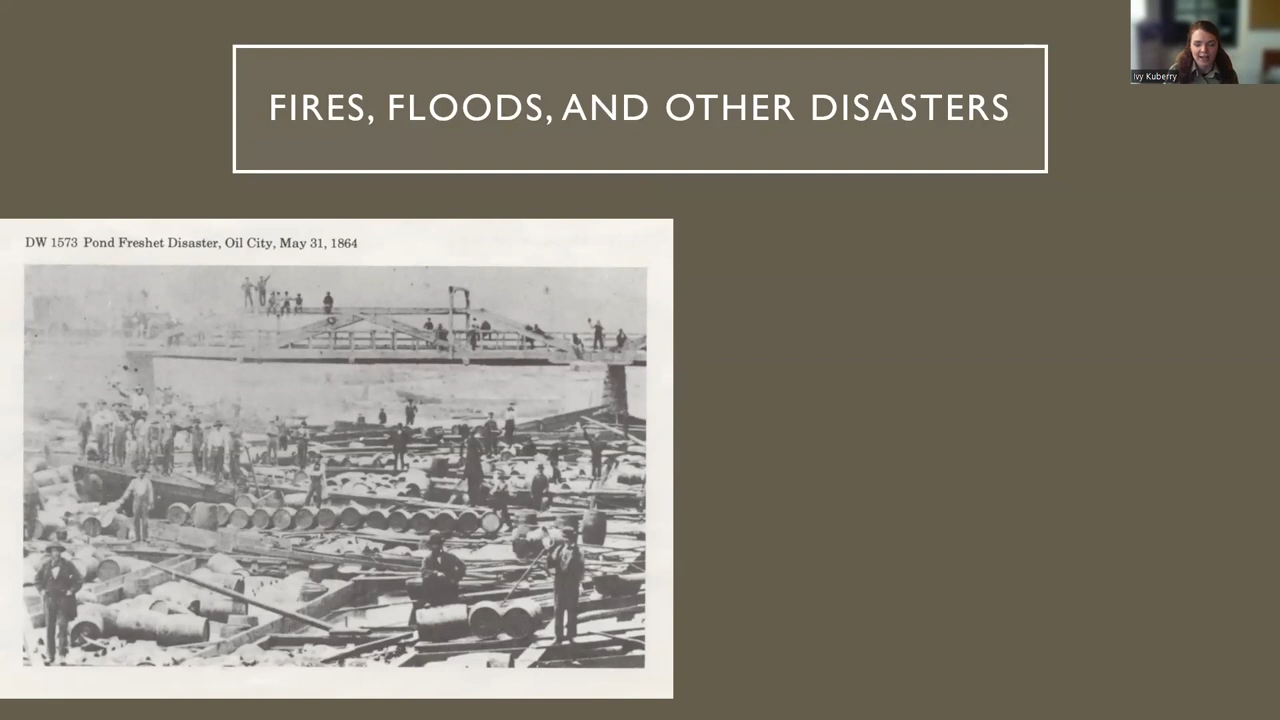 FIRES, FLOODS, AND OTHER DISASTERS
Ivy Kuberry
DW 1573 Pond Freshet Disaster, Oil City, May 31, 1864